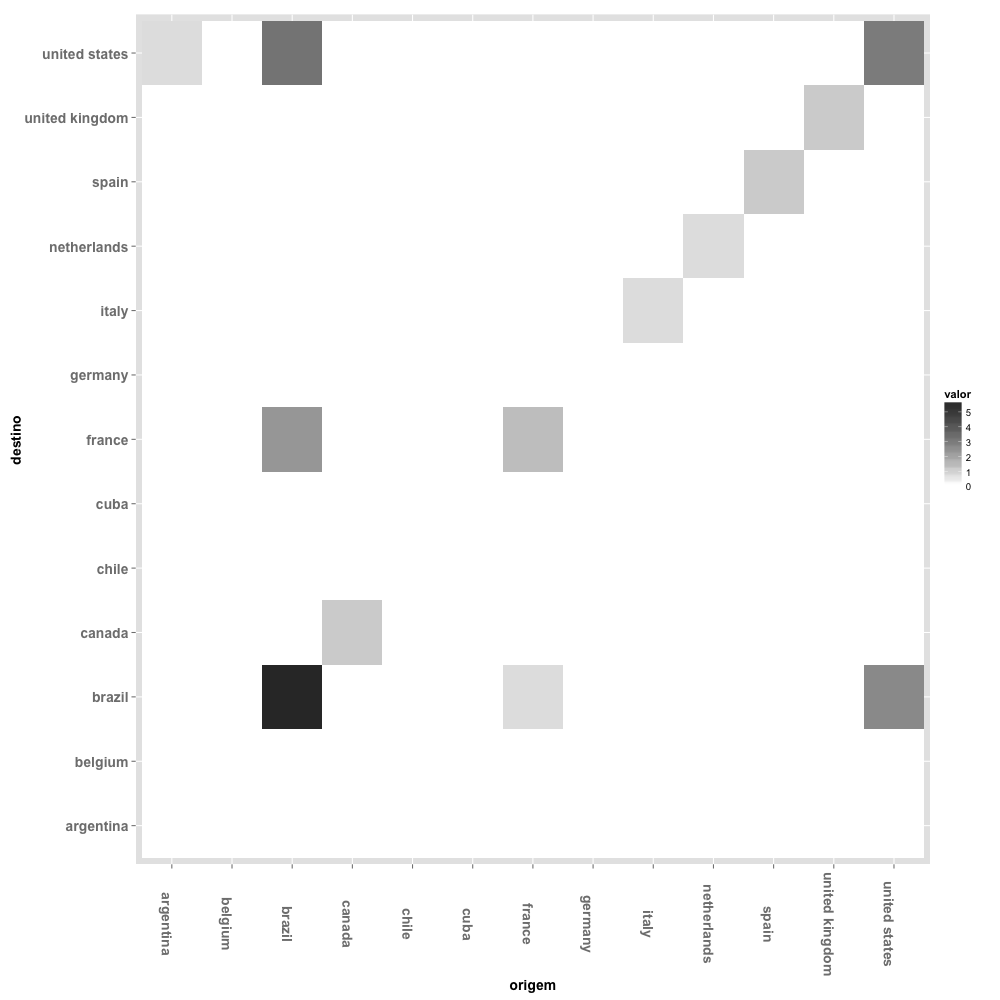 united states
united kingdom
spain
netherlands
italy
germany
france
cuba
chile
canada
brazil
belgium
argentina
destino
valor
5
4
3
2
1
0
argentina
belgium
brazil
canada
chile
cuba
france
germany
italy
netherlands
spain
united kingdom
united states
origem